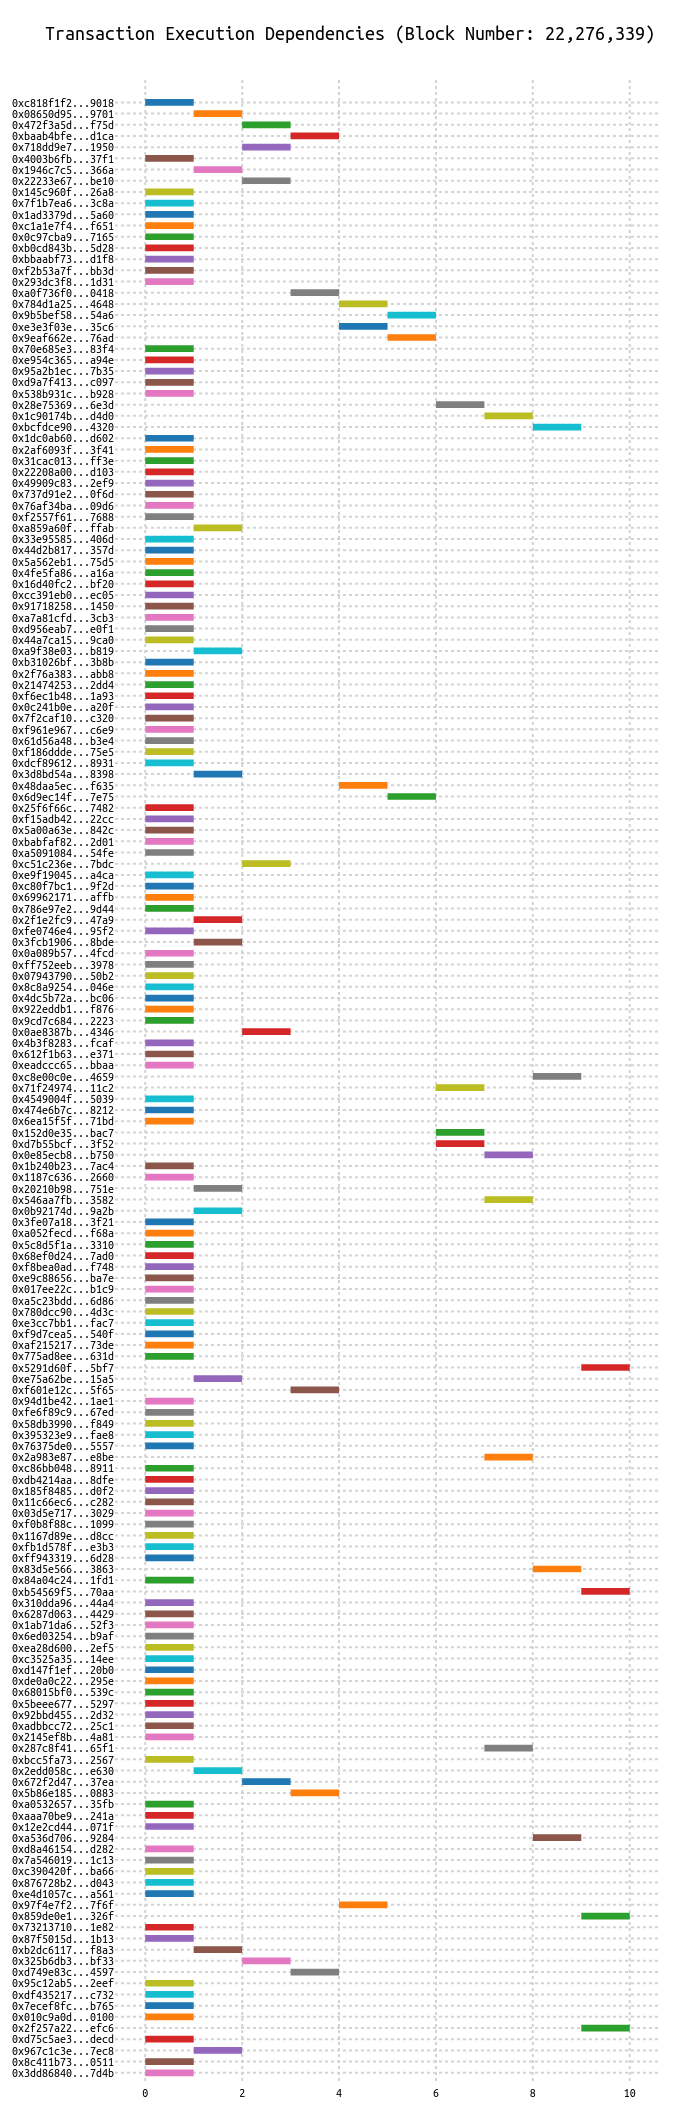 Transaction Execution Dependencies (Block Number: 22,276,339)
0xc818f1f2...9018
0x08650d95...9701
0x472f3a5d...f75d
0xbaab4bfe...d1ca
0x718dd9e7...1950
0x4003b6fb...37f1
0x1946c7c5...366a
0x22233e67...be10
0x145c960f...26a8
0x7f1b7ea6...3c8a
0x1ad3379d...5a60
0xc1a1e7f4...f651
0x0c97cba9...7165
0xb0cd843b...5d28
0xbbaabf73...d1f8
0xf2b53a7f...bb3d
0x293dc3f8...1d31
0xa0f736f0...0418
0x784d1a25...4648
0x9b5bef58...54a6
0xe3e3f03e...35c6
0x9eaf662e...76ad
0x70e685e3...83f4
0xe954c365...a94e
0x95a2b1ec...7b35
0xd9a7f413...c097
0x538b931c...b928
0x28e75369...6e3d
0x1c90174b...d4d0
0xbcfdce90...4320
0x1dc0ab60...d602
0x2af6093f...3f41
0x31cac013...ff3e
0x22208a00...d103
0x49909c83...2ef9
0x737d91e2...0f6d
0x76af34ba...09d6
0xf2557f61...7688
0xa859a60f...ffab
0x33e95585...406d
0x44d2b817...357d
0x5a562eb1...75d5
0x4fe5fa86...a16a
0x16d40fc2...bf20
0xcc391eb0...ec05
0x91718258...1450
0xa7a81cfd...3cb3
0xd956eab7...e0f1
0x44a7ca15...9ca0
0xa9f38e03...b819
0xb31026bf...3b8b
0x2f76a383...abb8
0x21474253...2dd4
0xf6ec1b48...1a93
0x0c241b0e...a20f
0x7f2caf10...c320
0xf961e967...c6e9
0x61d56a48...b3e4
0xf186ddde...75e5
0xdcf89612...8931
0x3d8bd54a...8398
0x48daa5ec...f635
0x6d9ec14f...7e75
0x25f6f66c...7482
0xf15adb42...22cc
0x5a00a63e...842c
0xbabfaf82...2d01
0xa5091084...54fe
0xc51c236e...7bdc
0xe9f19045...a4ca
0xc80f7bc1...9f2d
0x69962171...affb
0x786e97e2...9d44
0x2f1e2fc9...47a9
0xfe0746e4...95f2
0x3fcb1906...8bde
0x0a089b57...4fcd
0xff752eeb...3978
0x07943790...50b2
0x8c8a9254...046e
0x4dc5b72a...bc06
0x922eddb1...f876
0x9cd7c684...2223
0x0ae8387b...4346
0x4b3f8283...fcaf
0x612f1b63...e371
0xeadccc65...bbaa
0xc8e00c0e...4659
0x71f24974...11c2
0x4549004f...5039
0x474e6b7c...8212
0x6ea15f5f...71bd
0x152d0e35...bac7
0xd7b55bcf...3f52
0x0e85ecb8...b750
0x1b240b23...7ac4
0x1187c636...2660
0x20210b98...751e
0x546aa7fb...3582
0x0b92174d...9a2b
0x3fe07a18...3f21
0xa052fecd...f68a
0x5c8d5f1a...3310
0x68ef0d24...7ad0
0xf8bea0ad...f748
0xe9c88656...ba7e
0x017ee22c...b1c9
0xa5c23bdd...6d86
0x780dcc90...4d3c
0xe3cc7bb1...fac7
0xf9d7cea5...540f
0xaf215217...73de
0x775ad8ee...631d
0x5291d60f...5bf7
0xe75a62be...15a5
0xf601e12c...5f65
0x94d1be42...1ae1
0xfe6f89c9...67ed
0x58db3990...f849
0x395323e9...fae8
0x76375de0...5557
0x2a983e87...e8be
0xc86bb048...8911
0xdb4214aa...8dfe
0x185f8485...d0f2
0x11c66ec6...c282
0x03d5e717...3029
0xf0b8f88c...1099
0x1167d89e...d8cc
0xfb1d578f...e3b3
0xff943319...6d28
0x83d5e566...3863
0x84a04c24...1fd1
0xb54569f5...70aa
0x310dda96...44a4
0x6287d063...4429
0x1ab71da6...52f3
0x6ed03254...b9af
0xea28d600...2ef5
0xc3525a35...14ee
0xd147f1ef...20b0
0xde0a0c22...295e
0x68015bf0...539c
0x5beee677...5297
0x92bbd455...2d32
0xadbbcc72...25c1
0x2145ef8b...4a81
0x287c8f41...65f1
0xbcc5fa73...2567
0x2edd058c...e630
0x672f2d47...37ea
0x5b86e185...0883
0xa0532657...35fb
0xaaa70be9...241a
0x12e2cd44...071f
0xa536d706...9284
0xd8a46154...d282
0x7a546019...1c13
0xc390420f...ba66
0x876728b2...d043
0xe4d1057c...a561
0x97f4e7f2...7f6f
0x859de0e1...326f
0x73213710...1e82
0x87f5015d...1b13
0xb2dc6117...f8a3
0x325b6db3...bf33
0xd749e83c...4597
0x95c12ab5...2eef
0xdf435217...c732
0x7ecef8fc...b765
0x010c9a0d...0100
0x2f257a22...efc6
0xd75c5ae3...decd
0x967c1c3e...7ec8
0x8c411b73...0511
0x3dd86840...7d4b
0 2 4 6 8 10